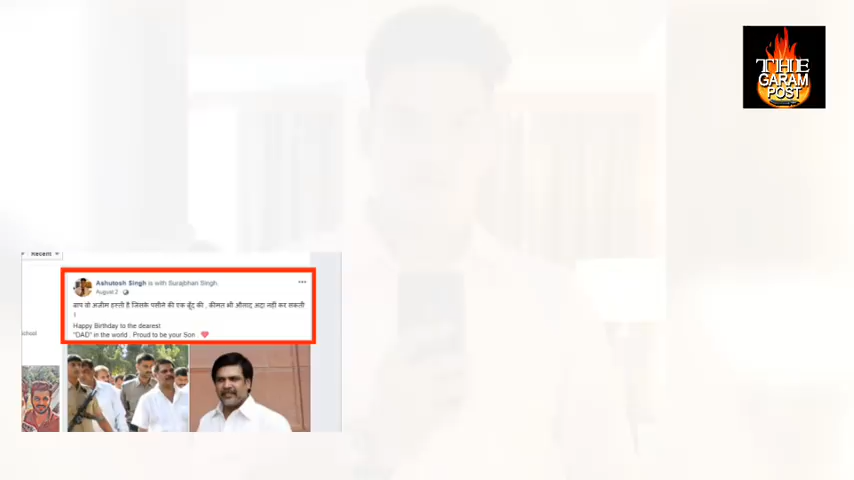 THE
GARAM
POST
Recent
Ashutosh Singh is with Surajbhan Singh.
August 2
बाप वो अजीम हस्ती है जिसके पसीने की एक बूँद की , कीमत भी औलाद अदा नहीं कर सकती
।
Happy Birthday to the dearest
"DAD" in the world . Proud to be your Son
school